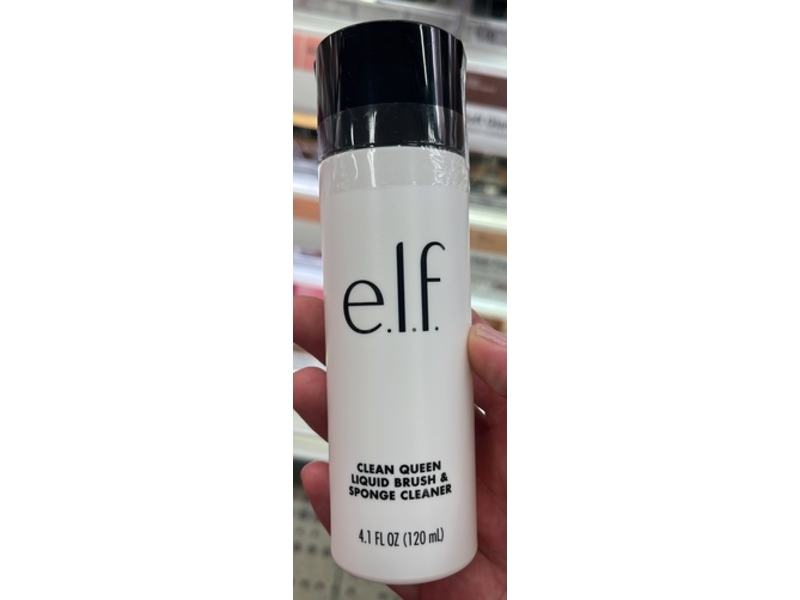 e.l.f.
CLEAN QUEEN
LIQUID BRUSH &
SPONGE CLEANER
4.1 FL OZ (120 mL)